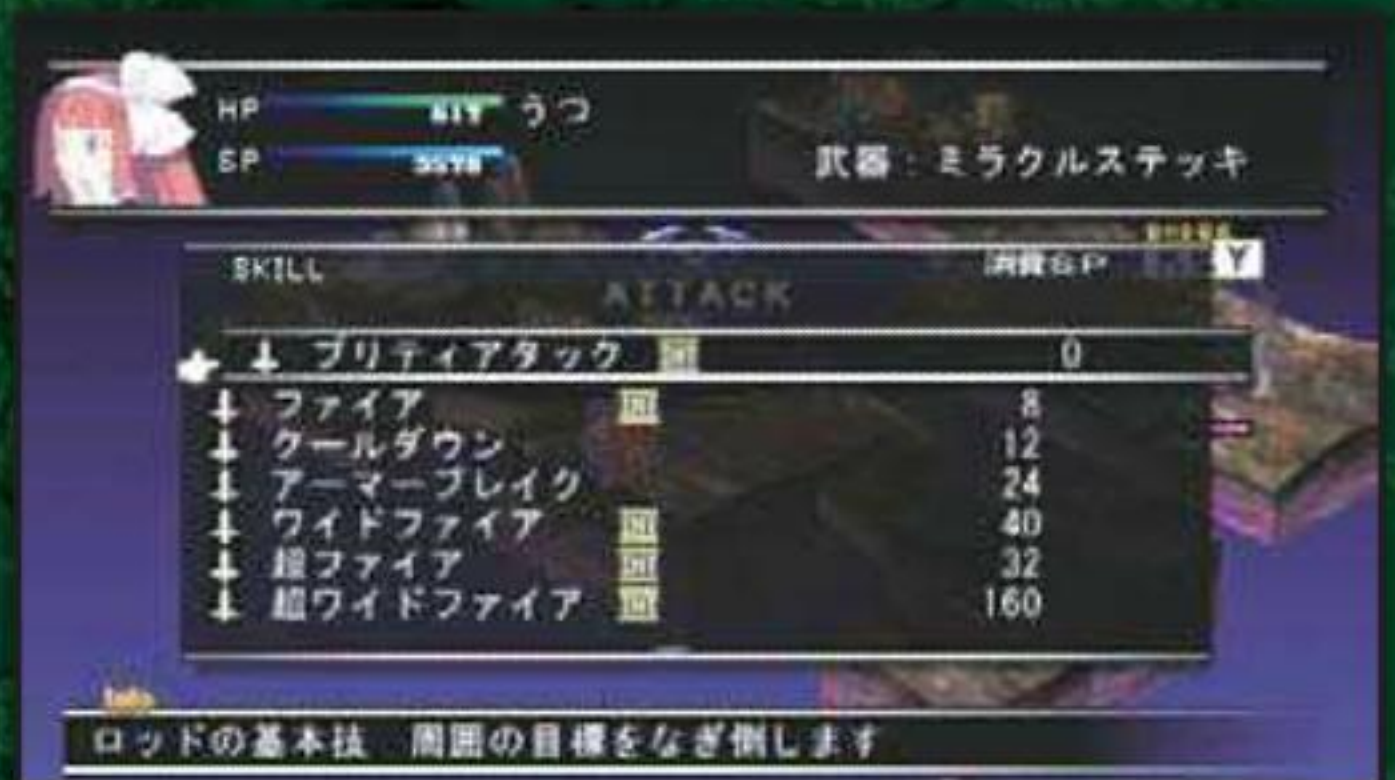 HP うつ
SP
武器：ミラクルステッキ
SKILL 消費SP Y
ATTACK
プリティアタック 0
ファイア 8
クールダウン 12
アーマーブレイク 24
ワイドファイア 40
超ファイア 32
超ワイドファイア 160
Info
ロッドの基本技 周囲の目標をなぎ倒します